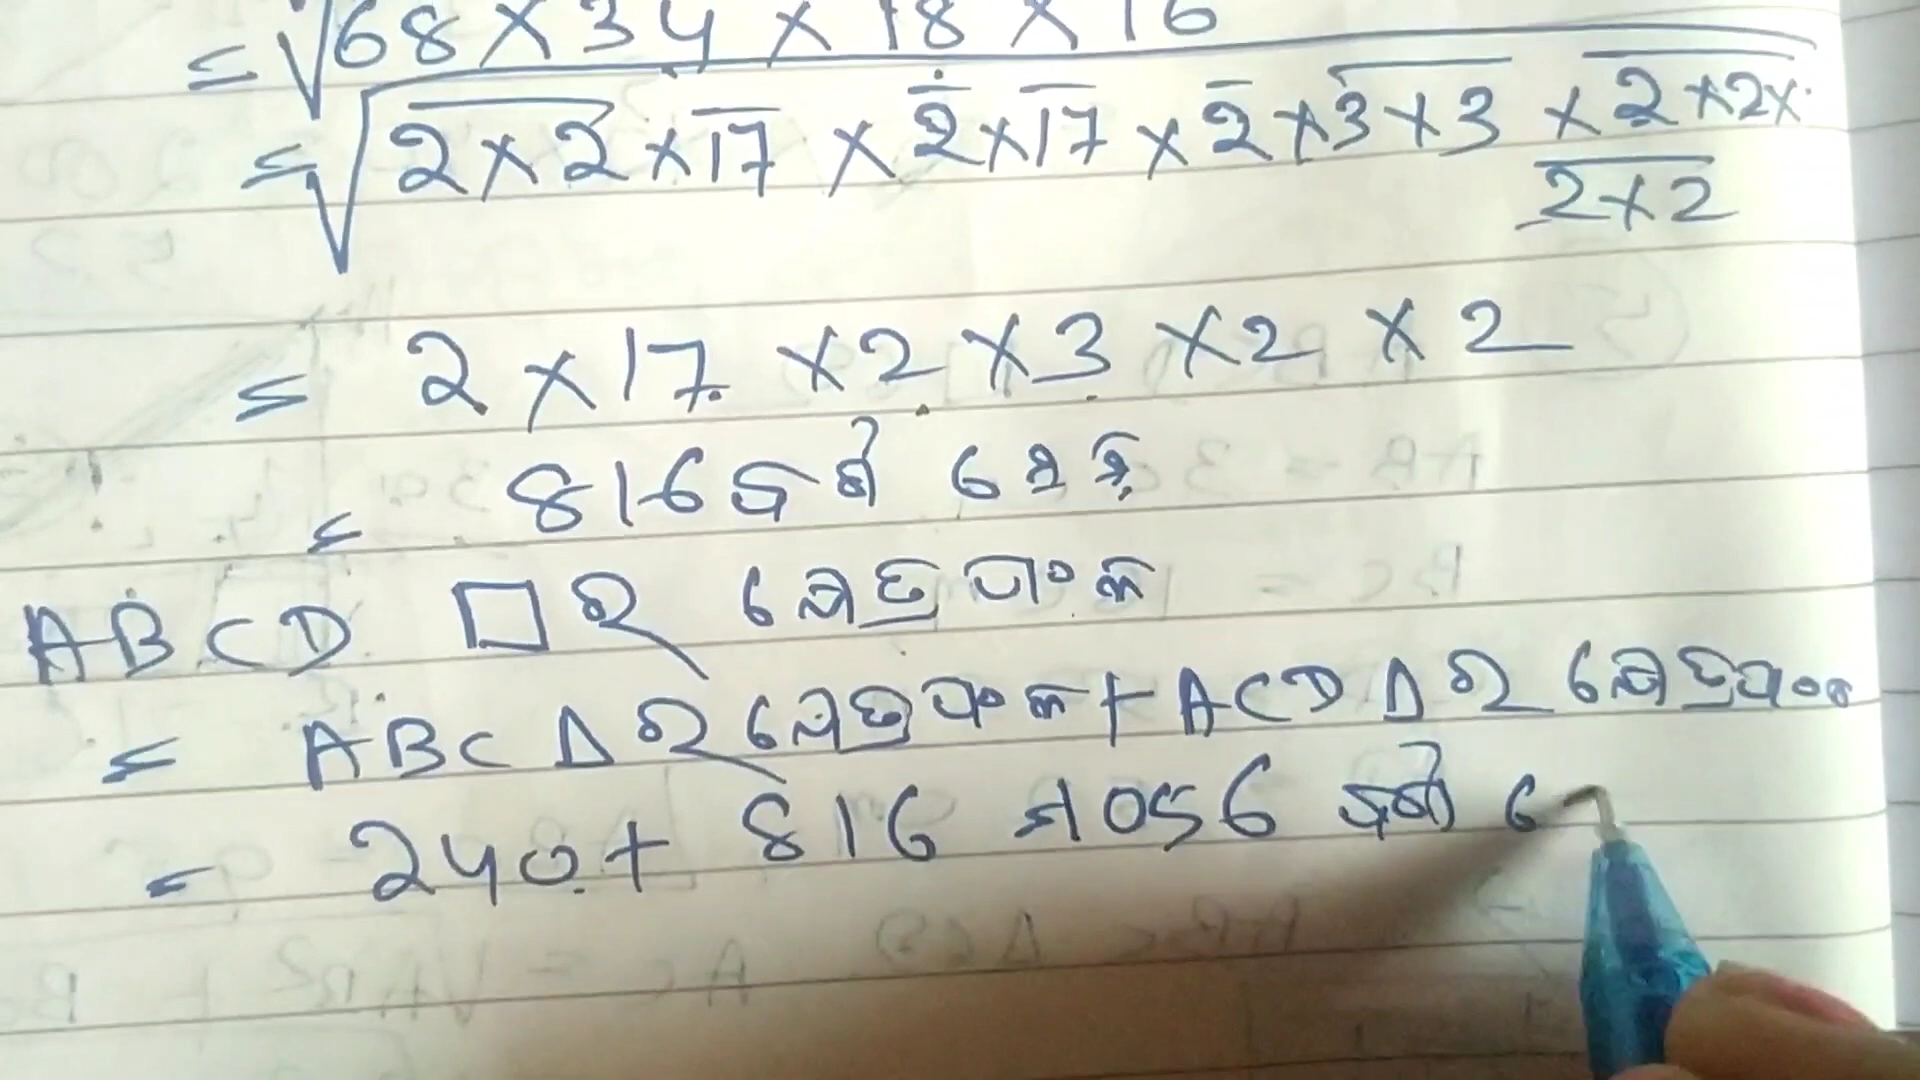 = √68 × 34 × 18 × 16
= √2 × 2 × 17 × 2 × 17 × 2 × 3 × 3 × 2 × 2 ×
2 × 2
= 2 × 17 × 2 × 3 × 2 × 2
= 816 ବର୍ଗ ସେମି
ABCD □ର କ୍ଷେତ୍ରଫଳ
= ABC Δ ର କ୍ଷେତ୍ରଫଳ + ACD Δ ର କ୍ଷେତ୍ରଫଳ
= 240 + 816 = 1056 ବର୍ଗ